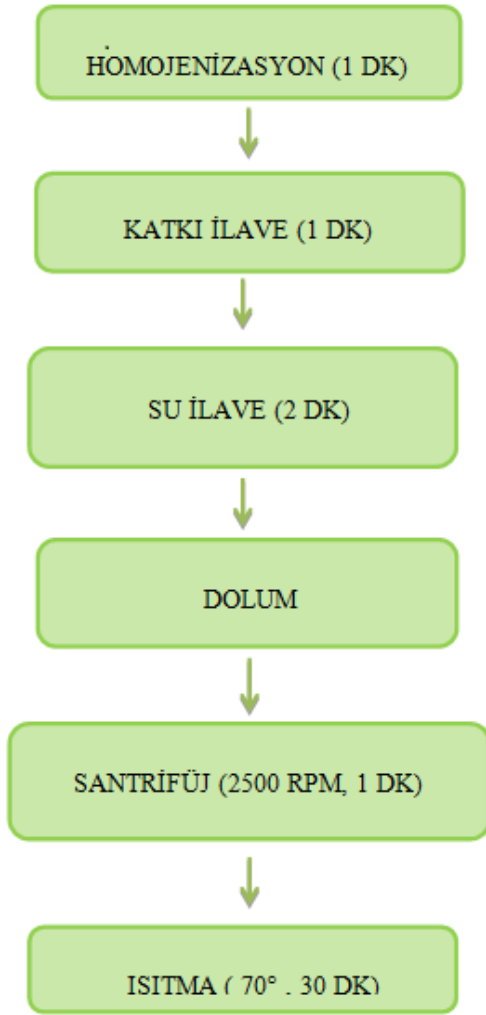 HOMOJENİZASYON (1 DK)
KATKI İLAVE (1 DK)
SU İLAVE (2 DK)
DOLUM
SANTRİFÜJ (2500 RPM, 1 DK)
ISITMA ( 70° , 30 DK)